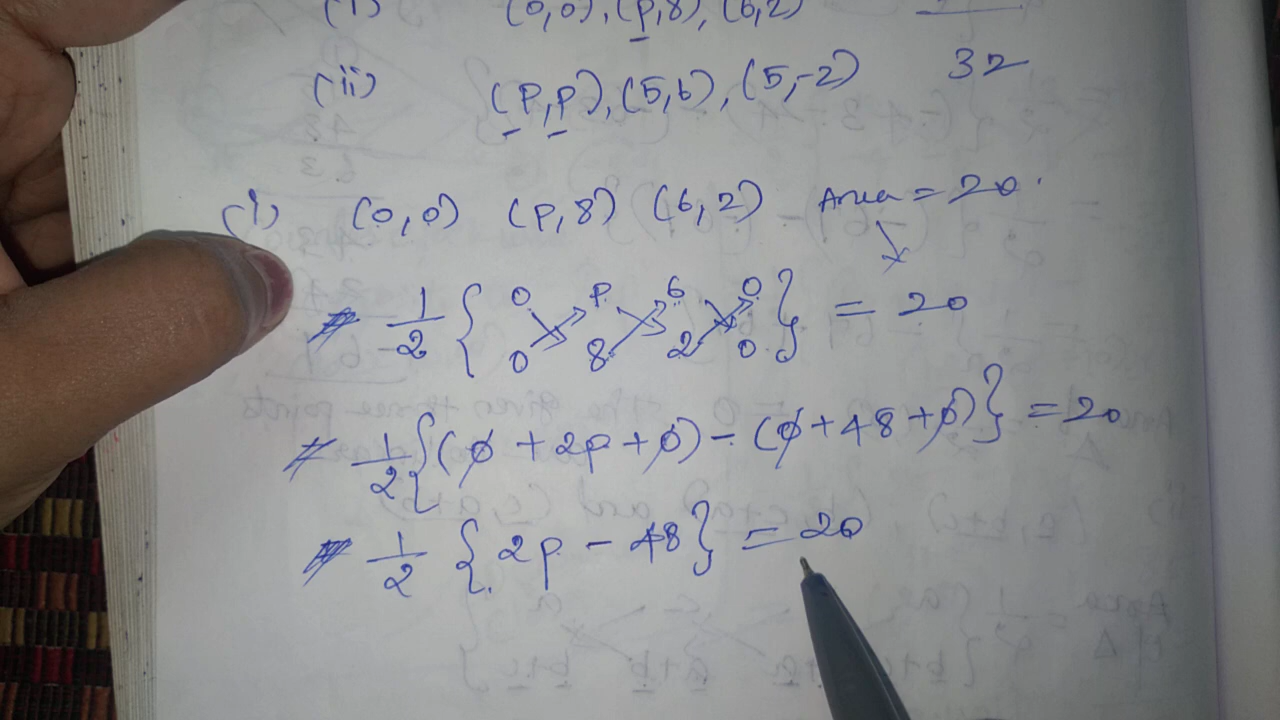 (i) (0,0), (p,8), (6,2)
(ii) (p,p), (5,6), (5,-2) 32
(i) (0,0) (p,8) (6,2) Area = 20.
1/2 { 0 p 6 0 } = 20
0 8 2 0
1/2 {(0 + 2p + 0) - (0 + 48 + 0)} = 20
1/2 {2p - 48} = 20